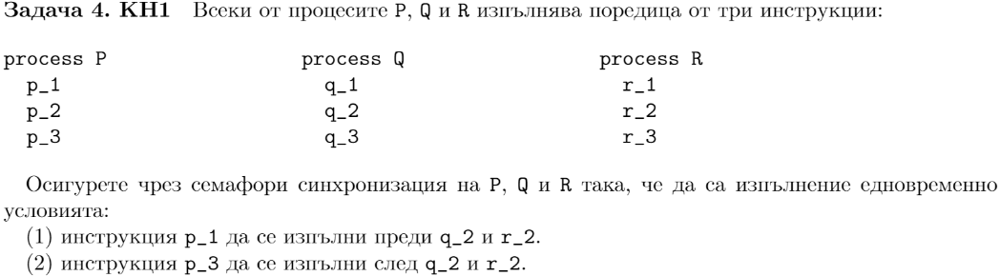 Задача 4. КН1 Всеки от процесите P, Q и R изпълнява поредица от три инструкции:
process P process Q process R
p_1 q_1 r_1
p_2 q_2 r_2
p_3 q_3 r_3
Осигурете чрез семафори синхронизация на P, Q и R така, че да са изпълнение едновременно
условията:
(1) инструкция p_1 да се изпълни преди q_2 и r_2.
(2) инструкция p_3 да се изпълни след q_2 и r_2.